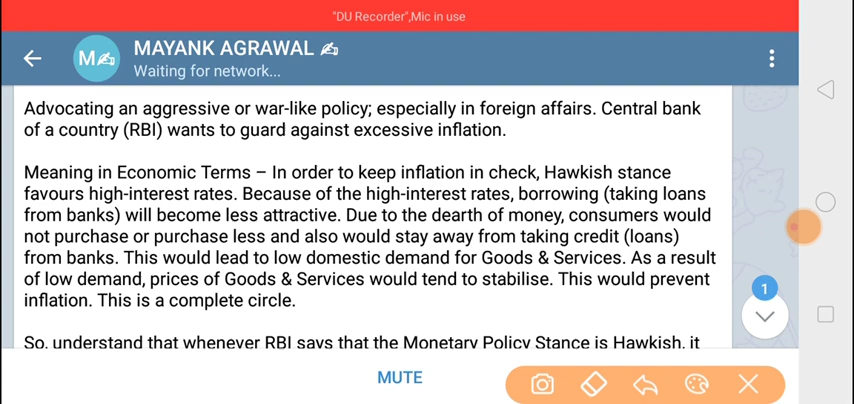 "DU Recorder",Mic in use
MAYANK AGRAWAL ✍
M✍
Waiting for network...
Advocating an aggressive or war-like policy; especially in foreign affairs. Central bank
of a country (RBI) wants to guard against excessive inflation.
Meaning in Economic Terms – In order to keep inflation in check, Hawkish stance
favours high-interest rates. Because of the high-interest rates, borrowing (taking loans
from banks) will become less attractive. Due to the dearth of money, consumers would
not purchase or purchase less and also would stay away from taking credit (loans)
from banks. This would lead to low domestic demand for Goods & Services. As a result
of low demand, prices of Goods & Services would tend to stabilise. This would prevent
inflation. This is a complete circle.
1
So, understand that whenever RBI says that the Monetary Policy Stance is Hawkish, it
MUTE